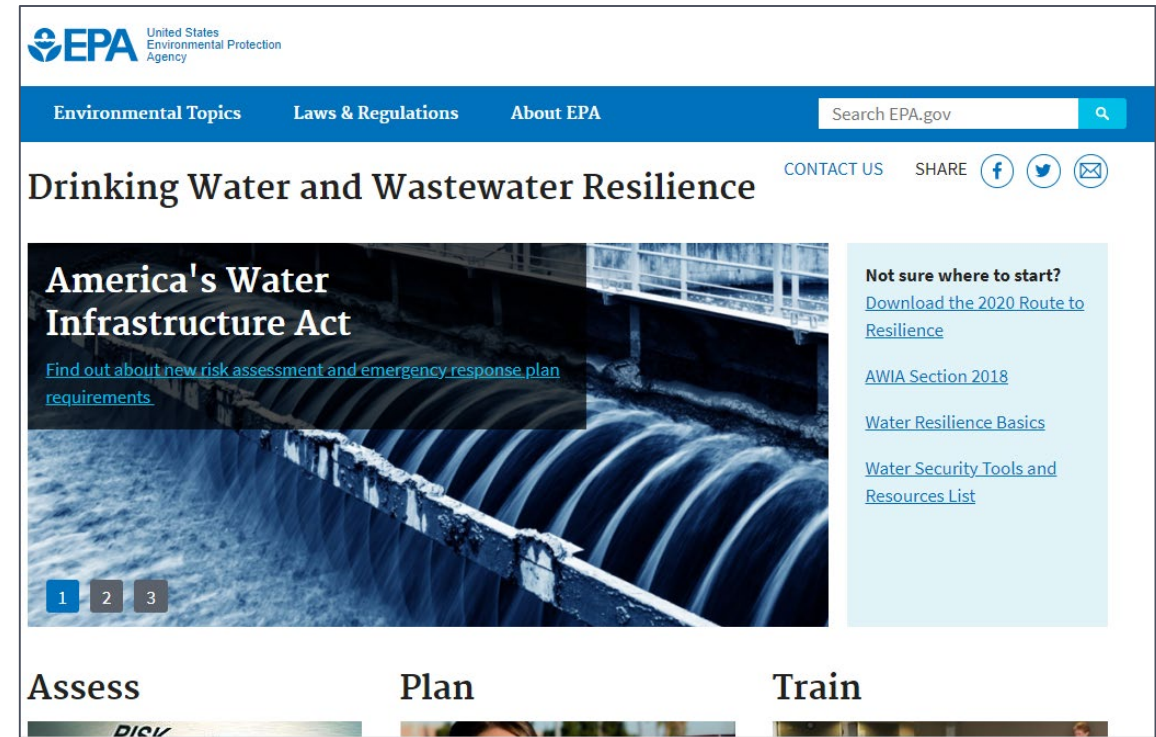 EPA
United States
Environmental Protection
Agency
Environmental Topics Laws & Regulations About EPA Search EPA.gov
CONTACT US SHARE
Drinking Water and Wastewater Resilience
America's Water
Infrastructure Act
Find out about new risk assessment and emergency response plan
requirements
1 2 3
Not sure where to start?
Download the 2020 Route to
Resilience
AWIA Section 2018
Water Resilience Basics
Water Security Tools and
Resources List
Assess Plan Train
RISK